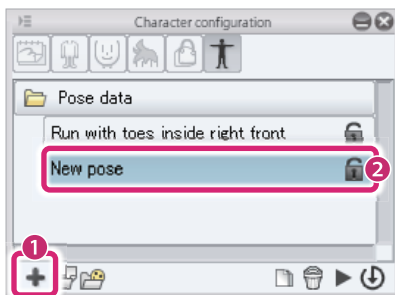 Character configuration
Pose data
Run with toes inside right front
New pose
2
1